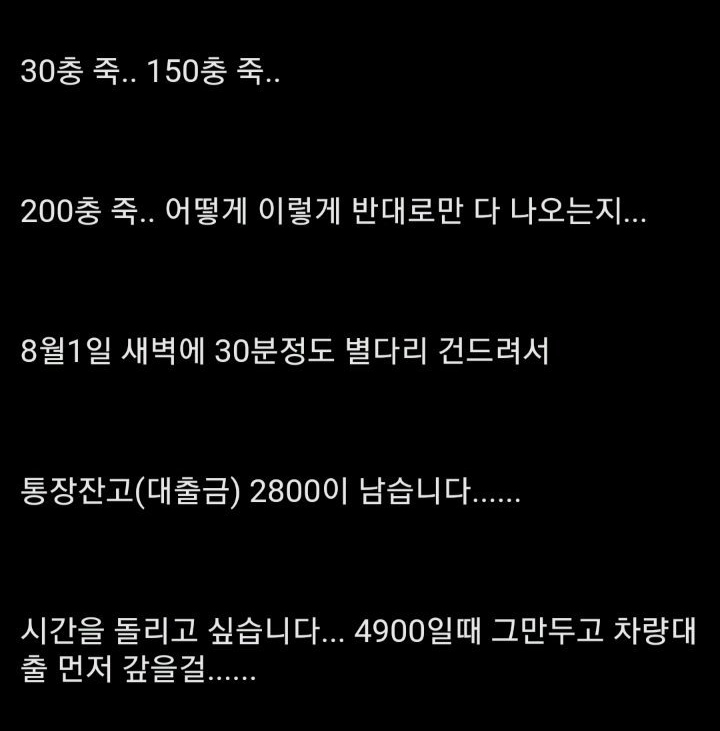 30충 죽.. 150충 죽..
200충 죽.. 어떻게 이렇게 반대로만 다 나오는지...
8월1일 새벽에 30분정도 별다리 건드려서
통장잔고(대출금) 2800이 남습니다......
시간을 돌리고 싶습니다... 4900일때 그만두고 차량대
출 먼저 갚을걸......